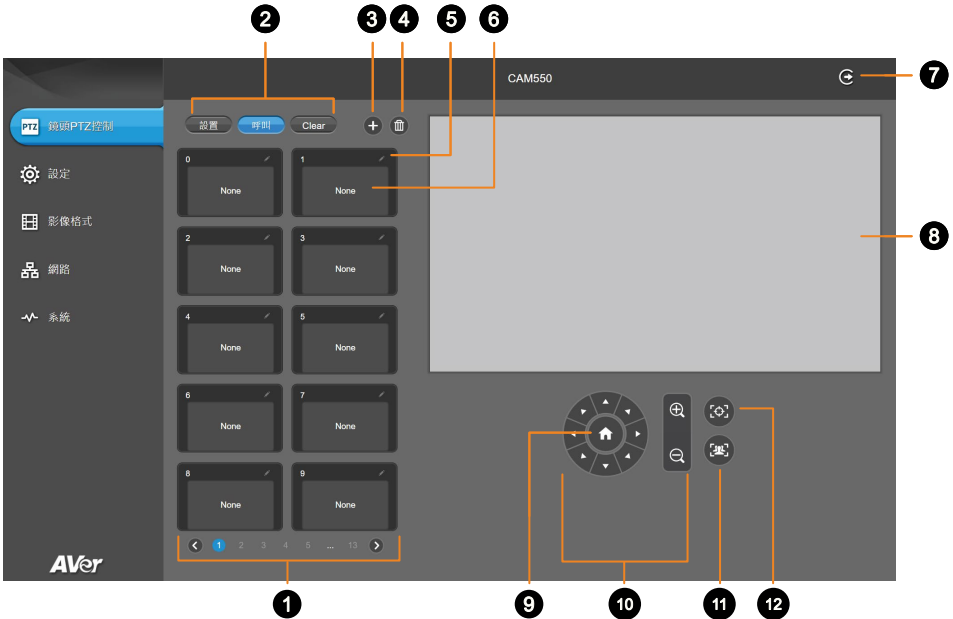 2 3 4 5 6
CAM550
7
PTZ 鏡頭PTZ控制
設置 呼叫 Clear
設定
影像格式
網路
系統
0 1
None None
5
6
2 3
None None
8
4 5
None None
6 7
None None
8 9
None None
1 2 3 4 5 ... 13
AVer
1 9 10 11 12